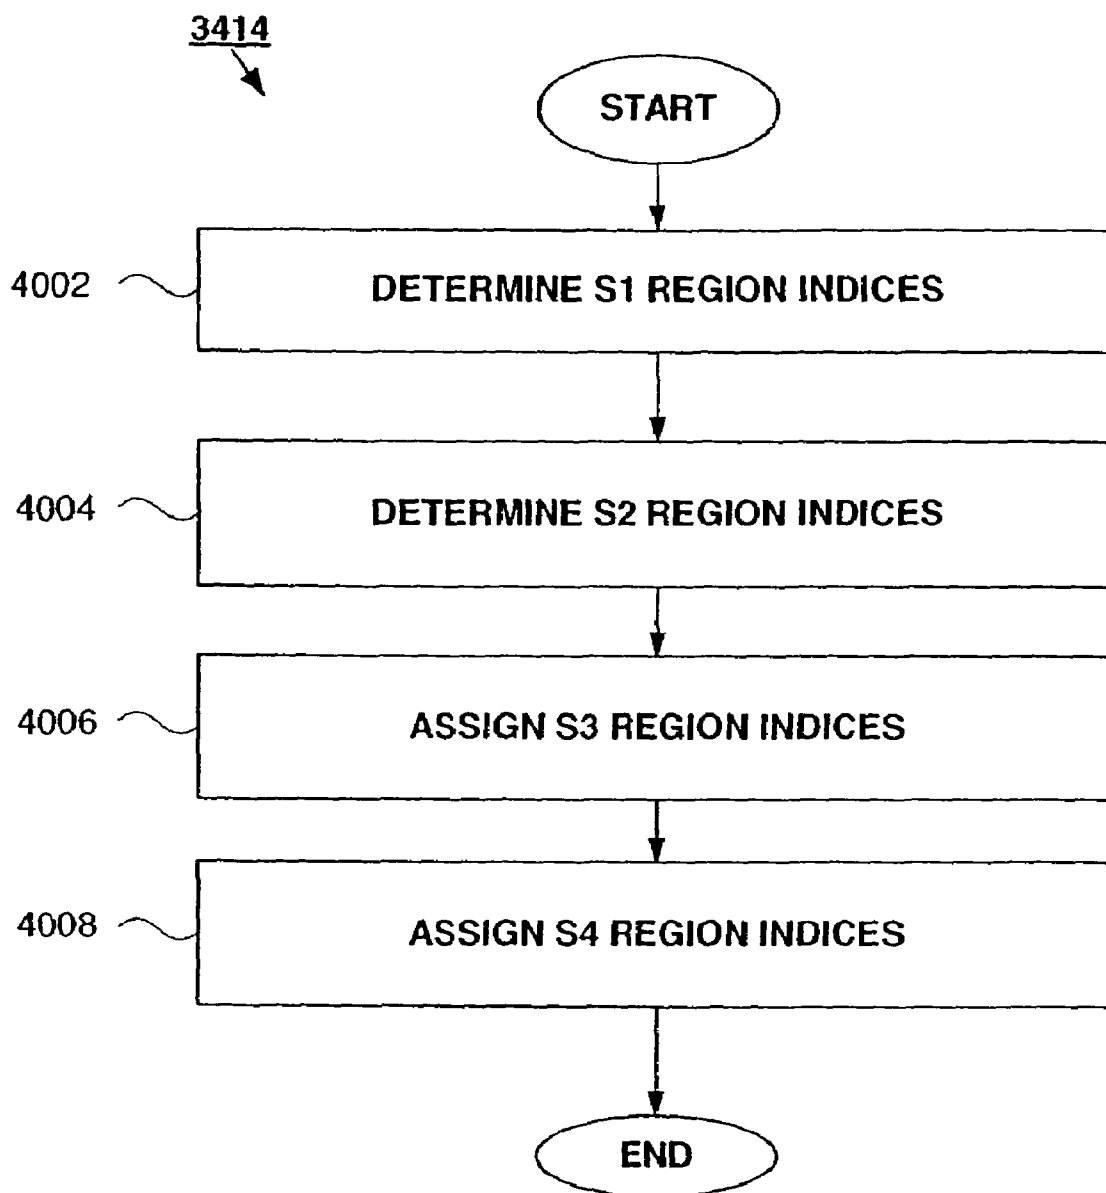 3414
START
4002
DETERMINE S1 REGION INDICES
4004
DETERMINE S2 REGION INDICES
4006
ASSIGN S3 REGION INDICES
4008
ASSIGN S4 REGION INDICES
END